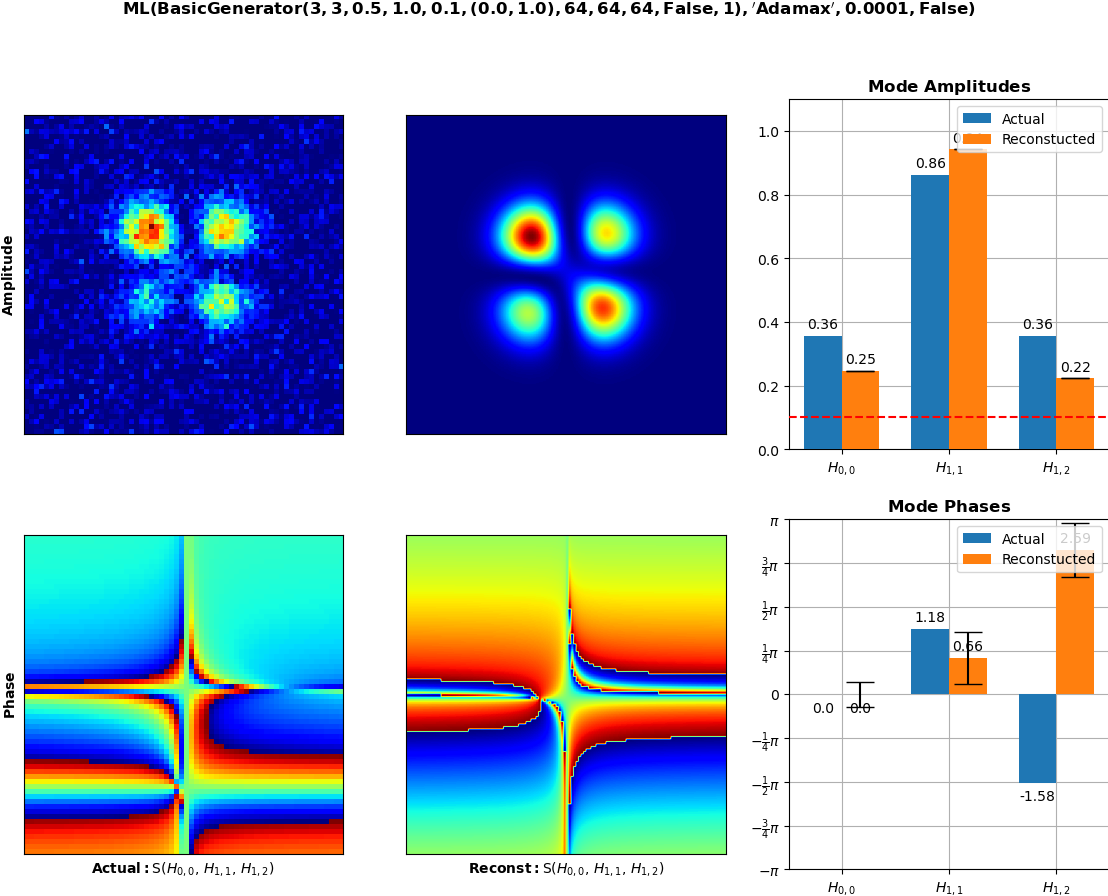 ML(BasicGenerator(3, 3, 0.5, 1.0, 0.1, (0.0, 1.0), 64, 64, 64, False, 1), 'Adamax', 0.0001, False)
Amplitude
Mode Amplitudes
Actual
Reconstucted
1.0
0.8
0.6
0.4
0.2
0.0
0.36
0.25
0.86
0.36
0.22
H0,0
H1,1
H1,2
Phase
Actual: S(H0,0, H1,1, H1,2)
Reconst: S(H0,0, H1,1, H1,2)
Mode Phases
Actual
Reconstucted
π
3/4π
1/2π
1/4π
0
−1/4π
−1/2π
−3/4π
−π
0.0
0.0
1.18
0.66
-1.58
2.59
H0,0
H1,1
H1,2